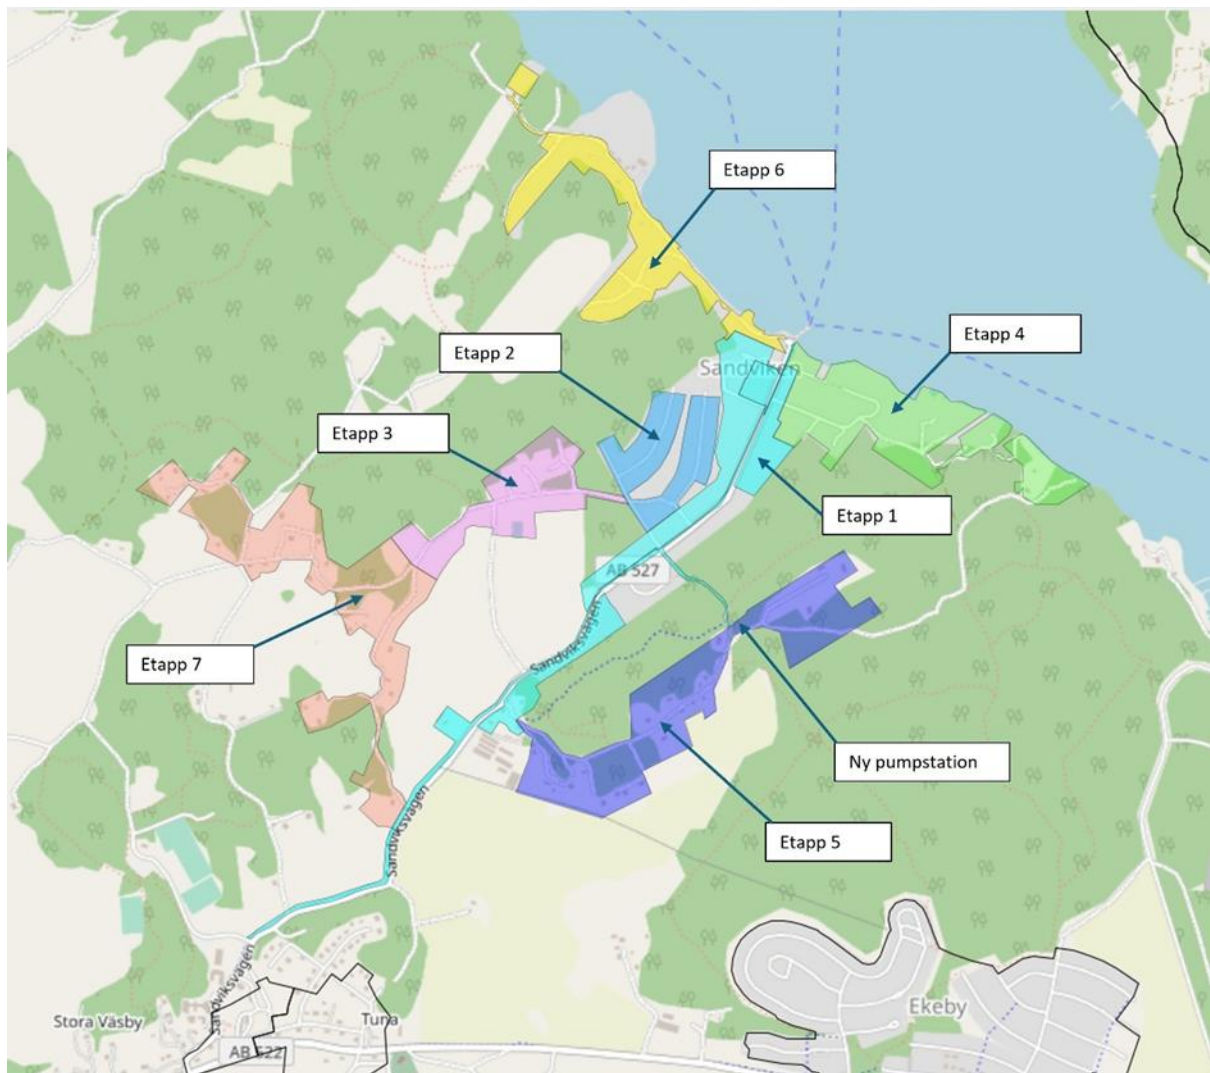 Etapp 6
Etapp 4
Etapp 2
Sandviken
Etapp 3
Etapp 1
AB 527
Sandviksvägen
Etapp 7
Ny pumpstation
Sandviksvägen
Etapp 5
Sandviksvägen
Ekeby
Stora Väsby
Tuna
AB 522